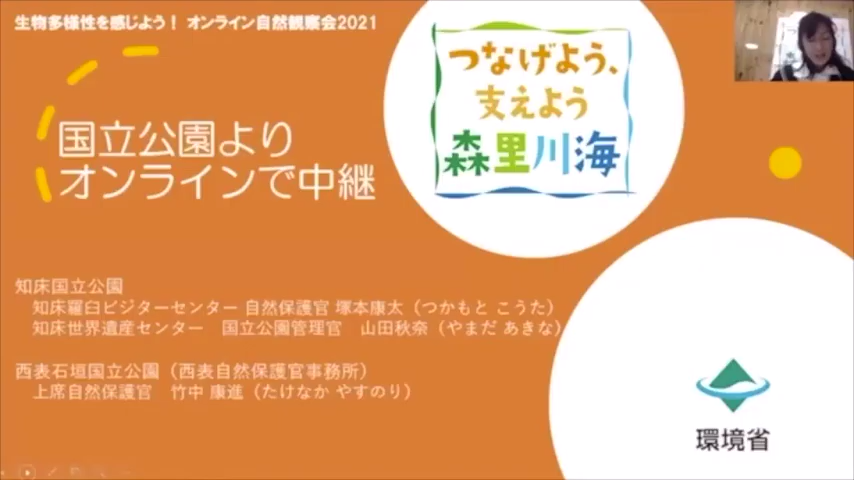 生物多様性を感じよう！ オンライン自然観察会2021
国立公園より
オンラインで中継
つなげよう、
支えよう
森里川海
知床国立公園
知床羅臼ビジターセンター 自然保護官 塚本康太（つかもと こうた）
知床世界遺産センター　国立公園管理官　山田秋奈（やまだ あきな）
西表石垣国立公園（西表自然保護官事務所）
上席自然保護官　竹中 康進（たけなか やすのり）
環境省